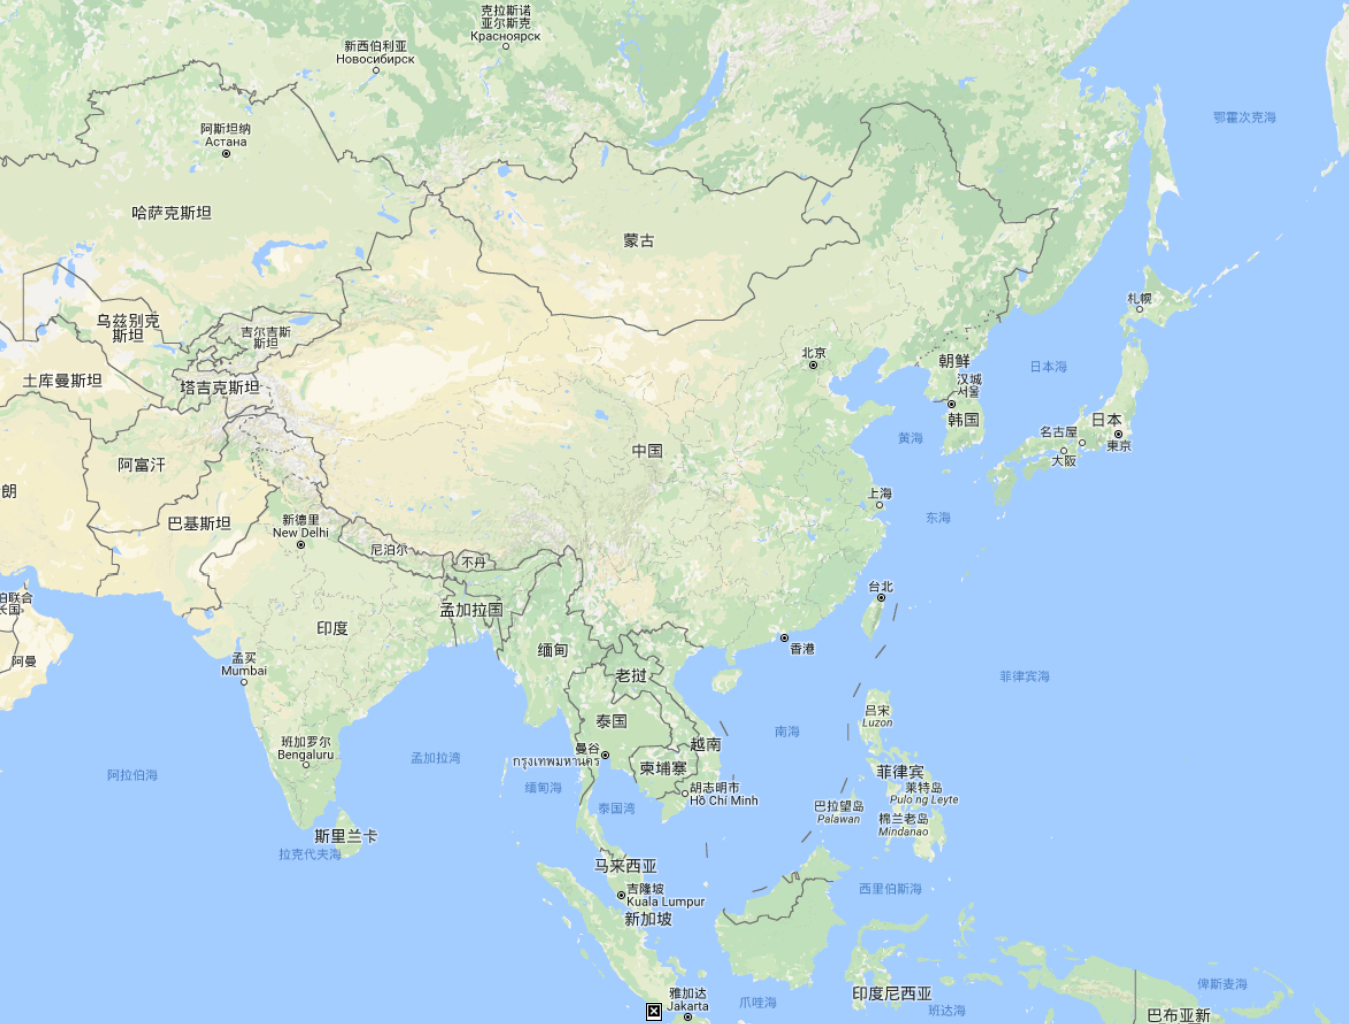 克拉斯诺
亚尔斯克
Красноярск
新西伯利亚
Новосибирск
鄂霍次克海
阿斯坦纳
Астана
哈萨克斯坦
蒙古
札幌
乌兹别克
斯坦
吉尔吉斯
斯坦
北京
朝鲜
日本海
土库曼斯坦
塔吉克斯坦
汉城
서울
韩国
日本
名古屋
東京
黄海
大阪
中国
阿富汗
朗
上海
东海
巴基斯坦
新德里
New Delhi
尼泊尔
不丹
台北
伯联合
长国
孟加拉国
印度
香港
缅甸
阿曼
孟买
Mumbai
老挝
菲律宾海
吕宋
Luzon
泰国
南海
越南
班加罗尔
Bengaluru
曼谷
กรุงเทพมหานคร
孟加拉湾
柬埔寨
菲律宾
阿拉伯海
缅甸海
胡志明市
Hồ Chí Minh
莱特岛
Pulo ng Leyte
泰国湾
巴拉望岛
Palawan
棉兰老岛
Mindanao
斯里兰卡
拉克代夫海
马来西亚
吉隆坡
Kuala Lumpur
西里伯斯海
新加坡
雅加达
Jakarta
爪哇海
印度尼西亚
班达海
俾斯麦海
巴布亚新